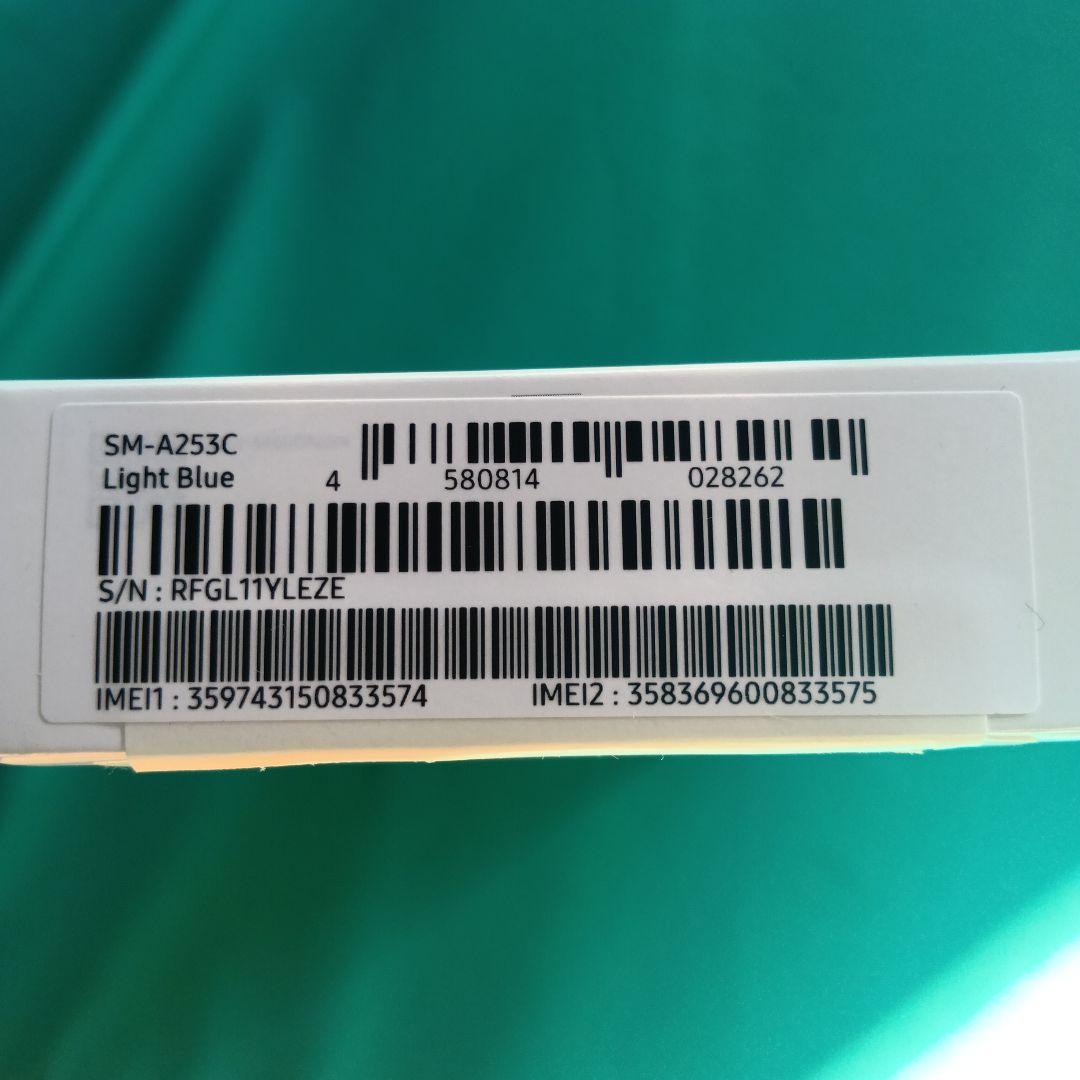 SM-A253C
Light Blue
4 580814 028262
S/N : RFGL11YLEZE
IMEI1 : 359743150833574 IMEI2 : 358369600833575